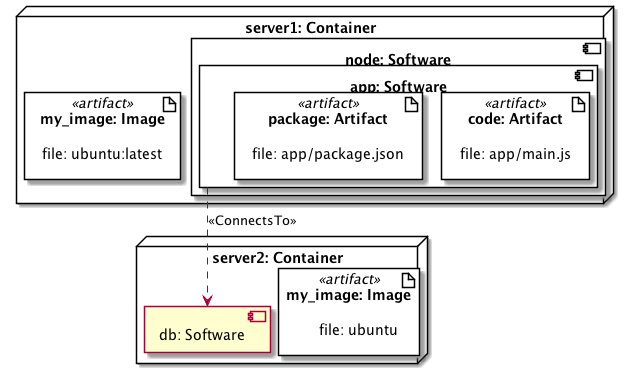 server1: Container
node: Software
app: Software
«artifact»
my_image: Image
file: ubuntu:latest
«artifact»
package: Artifact
file: app/package.json
«artifact»
code: Artifact
file: app/main.js
«ConnectsTo»
server2: Container
«artifact»
my_image: Image
file: ubuntu
db: Software